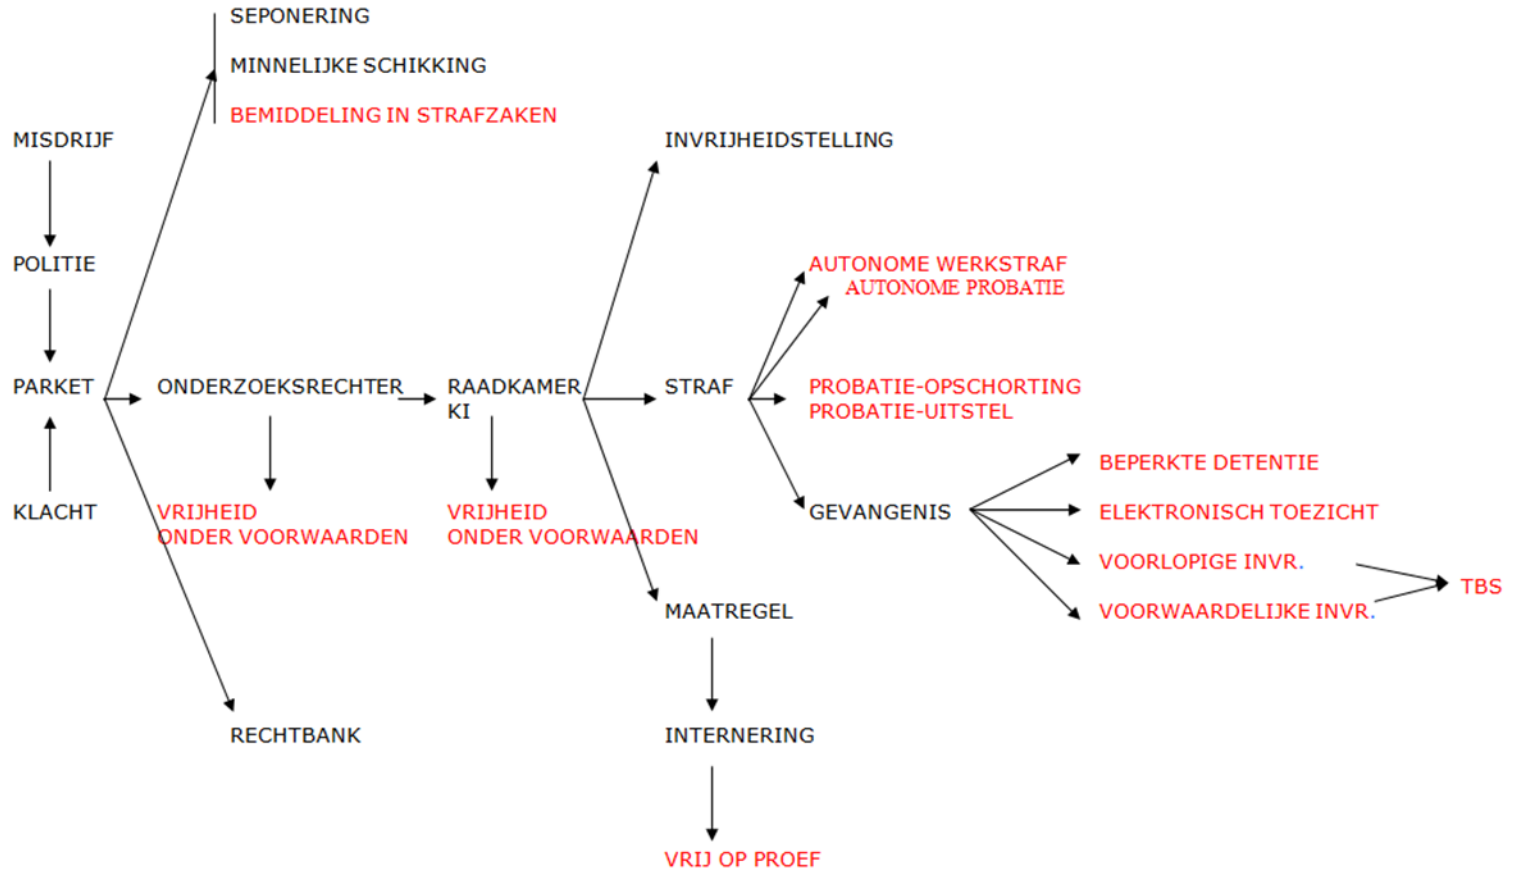 SEPONERING
MINNELIJKE SCHIKKING
BEMIDDELING IN STRAFZAKEN
MISDRIJF
INVRIJHEIDSTELLING
POLITIE
AUTONOME WERKSTRAF
AUTONOME PROBATIE
PARKET
ONDERZOEKSRECHTER
RAADKAMER
KI
STRAF
PROBATIE-OPSCHORTING
PROBATIE-UITSTEL
BEPERKTE DETENTIE
KLACHT
VRIJHEID
ONDER VOORWAARDEN
VRIJHEID
ONDER VOORWAARDEN
GEVANGENIS
ELEKTRONISCH TOEZICHT
VOORLOPIGE INVR.
TBS
VOORWAARDELIJKE INVR.
MAATREGEL
RECHTBANK
INTERNERING
VRIJ OP PROEF